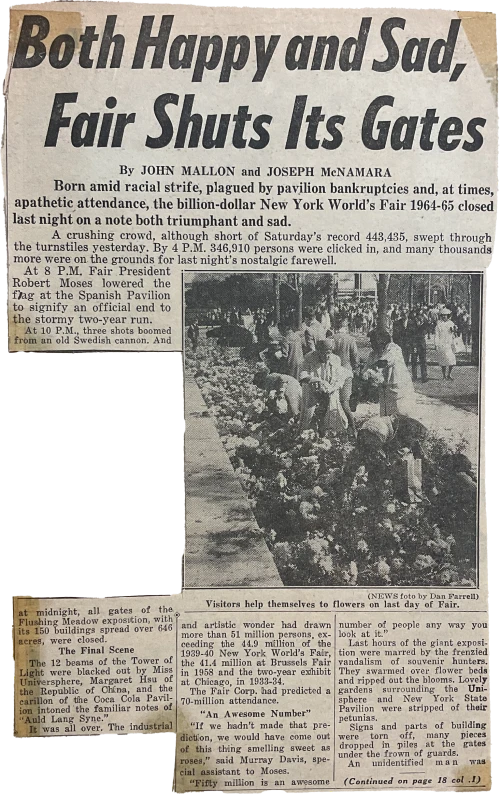 Both Happy and Sad,
Fair Shuts Its Gates
By JOHN MALLON and JOSEPH McNAMARA
Born amid racial strife, plagued by pavilion bankruptcies and, at times,
apathetic attendance, the billion-dollar New York World's Fair 1964-65 closed
last night on a note both triumphant and sad.
A crushing crowd, although short of Saturday's record 443,435, swept through
the turnstiles yesterday. By 4 P.M. 346,910 persons were clicked in, and many thousands
more were on the grounds for last night's nostalgic farewell.
At 8 P.M. Fair President
Robert Moses lowered the
flag at the Spanish Pavilion
to signify an official end to
the stormy two-year run.
At 10 P.M., three shots boomed
from an old Swedish cannon. And
(NEWS foto by Dan Farrell)
Visitors help themselves to flowers on last day of Fair.
at midnight, all gates of the
Flushing Meadow exposition, with
its 150 buildings spread over 646
acres, were closed.
The Final Scene
The 12 beams of the Tower of
Light were blacked out by Miss
Universphere, Margaret Hsu of
the Republic of China, and the
carillon of the Coca Cola Pavil-
ion intoned the familiar notes of
"Auld Lang Syne."
It was all over. The industrial
and artistic wonder had drawn
more than 51 million persons, ex-
ceeding the 44.9 million of the
1939-40 New York World's Fair,
the 41.4 million at Brussels Fair
in 1958 and the two-year exhibit
at Chicago, in 1933-34.
The Fair Corp. had predicted a
70-million attendance.
"An Awesome Number"
"If we hadn't made that pre-
diction, we would have come out
of this thing smelling sweet as
roses," said Murray Davis, spe-
cial assistant to Moses.
"Fifty million is an awesome
number of people any way you
look at it."
Last hours of the giant exposi-
tion were marred by the frenzied
vandalism of souvenir hunters.
They swarmed over flower beds
and ripped out the blooms. Lovely
gardens surrounding the Uni-
sphere and New York State
Pavilion were stripped of their
petunias.
Signs and parts of building
were torn off, many pieces
dropped in piles at the gates
under the frown of guards.
An unidentified man was
(Continued on page 18 col .1)